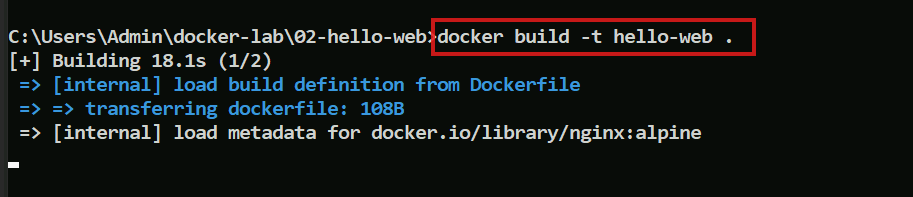 C:\Users\Admin\docker-lab\02-hello-web>docker build -t hello-web .
[+] Building 18.1s (1/2)
=> [internal] load build definition from Dockerfile
=> => transferring dockerfile: 108B
=> [internal] load metadata for docker.io/library/nginx:alpine